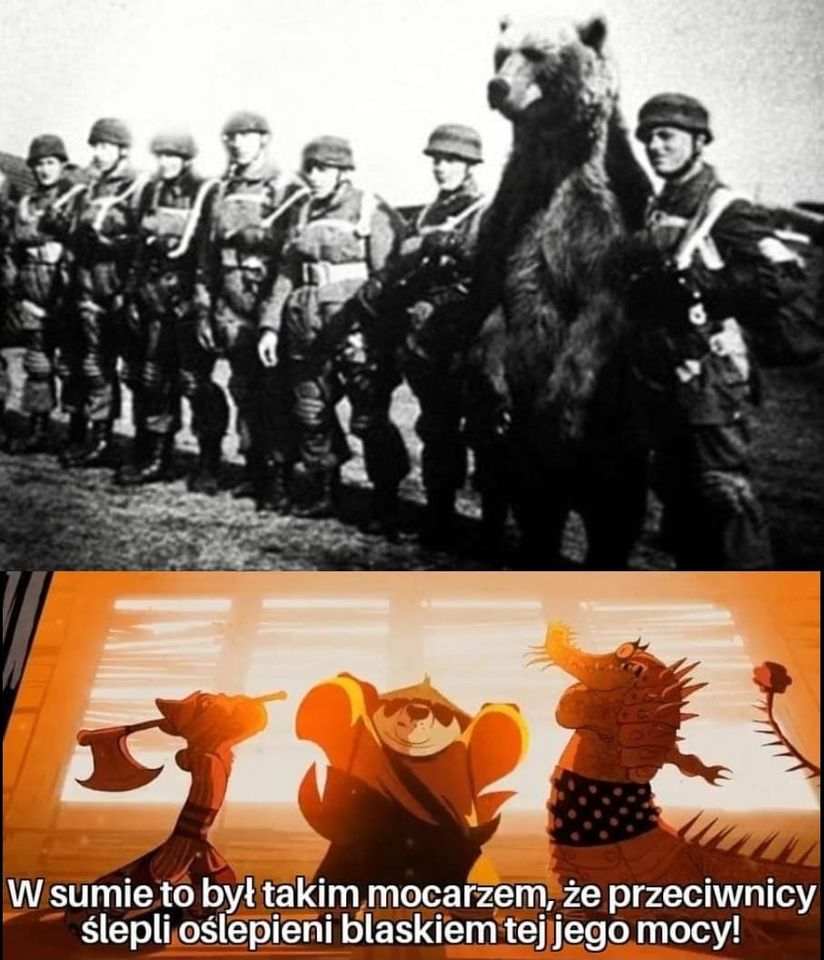 W sumie to był takim mocarzem, że przeciwnicy
ślepli oślepieni blaskiem tej jego mocy!